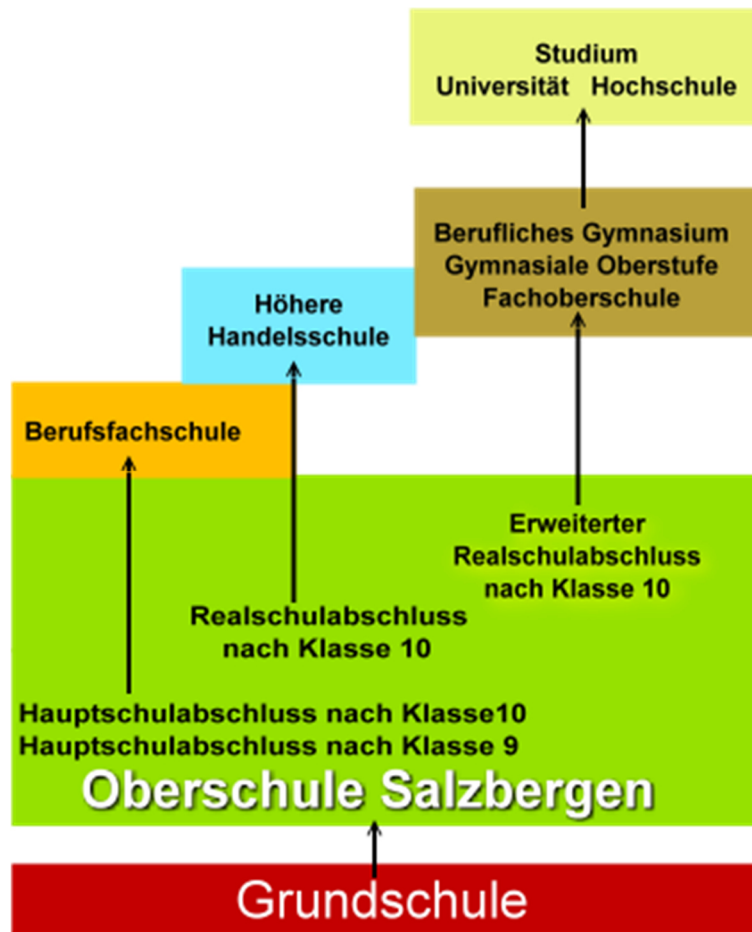 Studium
Universität Hochschule
Berufliches Gymnasium
Gymnasiale Oberstufe
Fachoberschule
Höhere
Handelsschule
Berufsfachschule
Erweiterter
Realschulabschluss
nach Klasse 10
Realschulabschluss
nach Klasse 10
Hauptschulabschluss nach Klasse10
Hauptschulabschluss nach Klasse 9
Oberschule Salzbergen
Grundschule